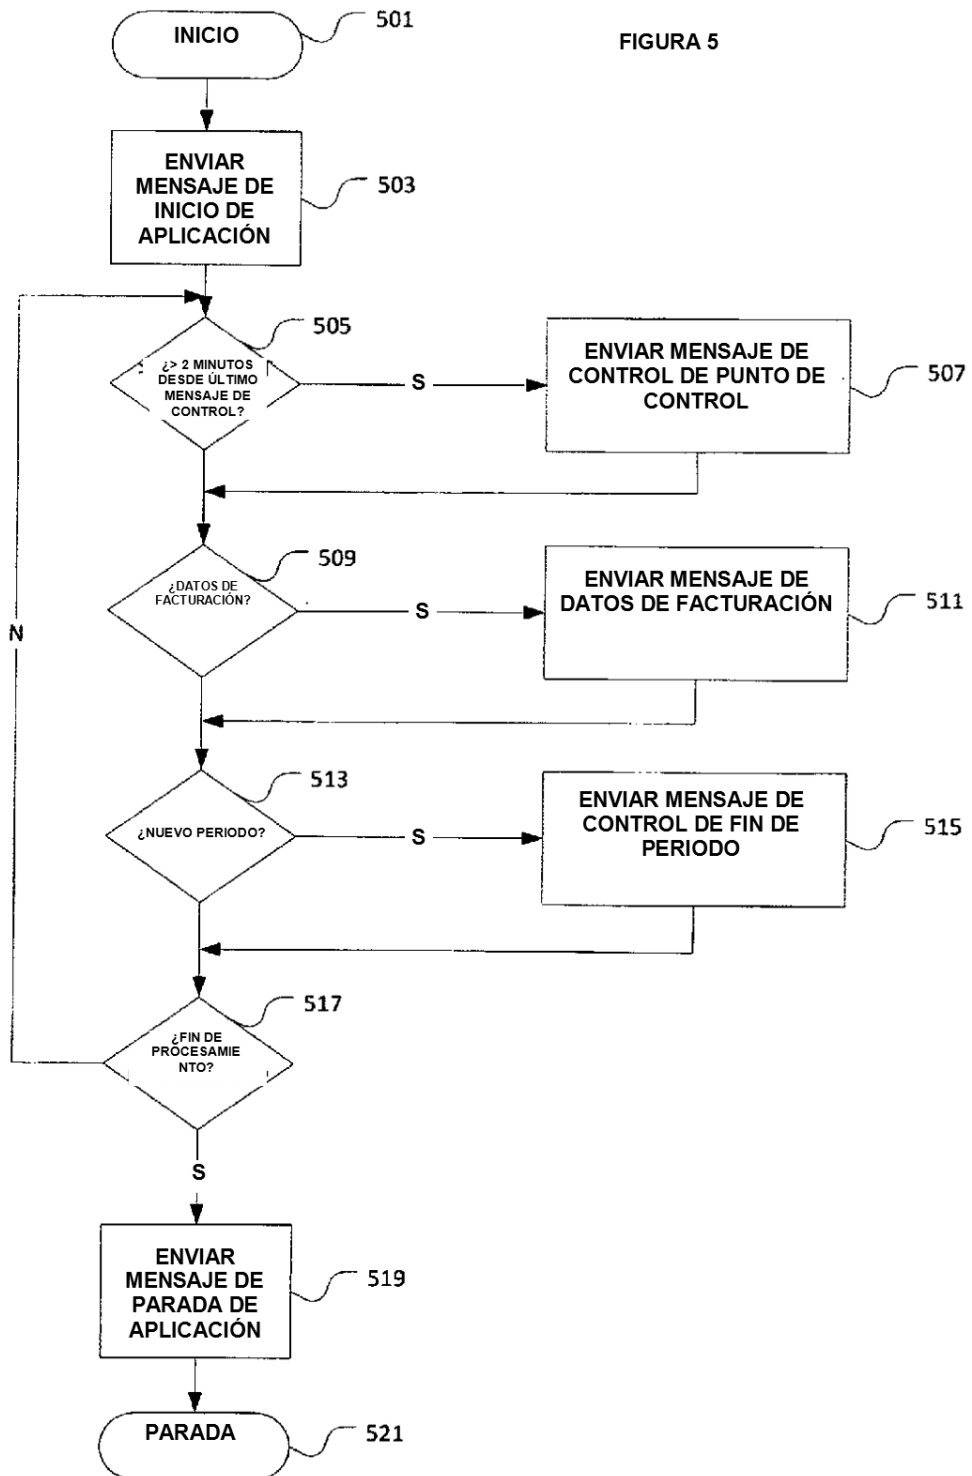 501
INICIO
FIGURA 5
ENVIAR
MENSAJE DE
INICIO DE
APLICACIÓN
503
505
¿> 2 MINUTOS
DESDE ÚLTIMO
MENSAJE DE
CONTROL?
S
ENVIAR MENSAJE DE
CONTROL DE PUNTO DE
CONTROL
507
509
¿DATOS DE
FACTURACIÓN?
S
ENVIAR MENSAJE DE
DATOS DE FACTURACIÓN
511
N
513
¿NUEVO PERIODO?
S
ENVIAR MENSAJE DE
CONTROL DE FIN DE
PERIODO
515
517
¿FIN DE
PROCESAMIE
NTO?
S
ENVIAR
MENSAJE DE
PARADA DE
APLICACIÓN
519
PARADA
521